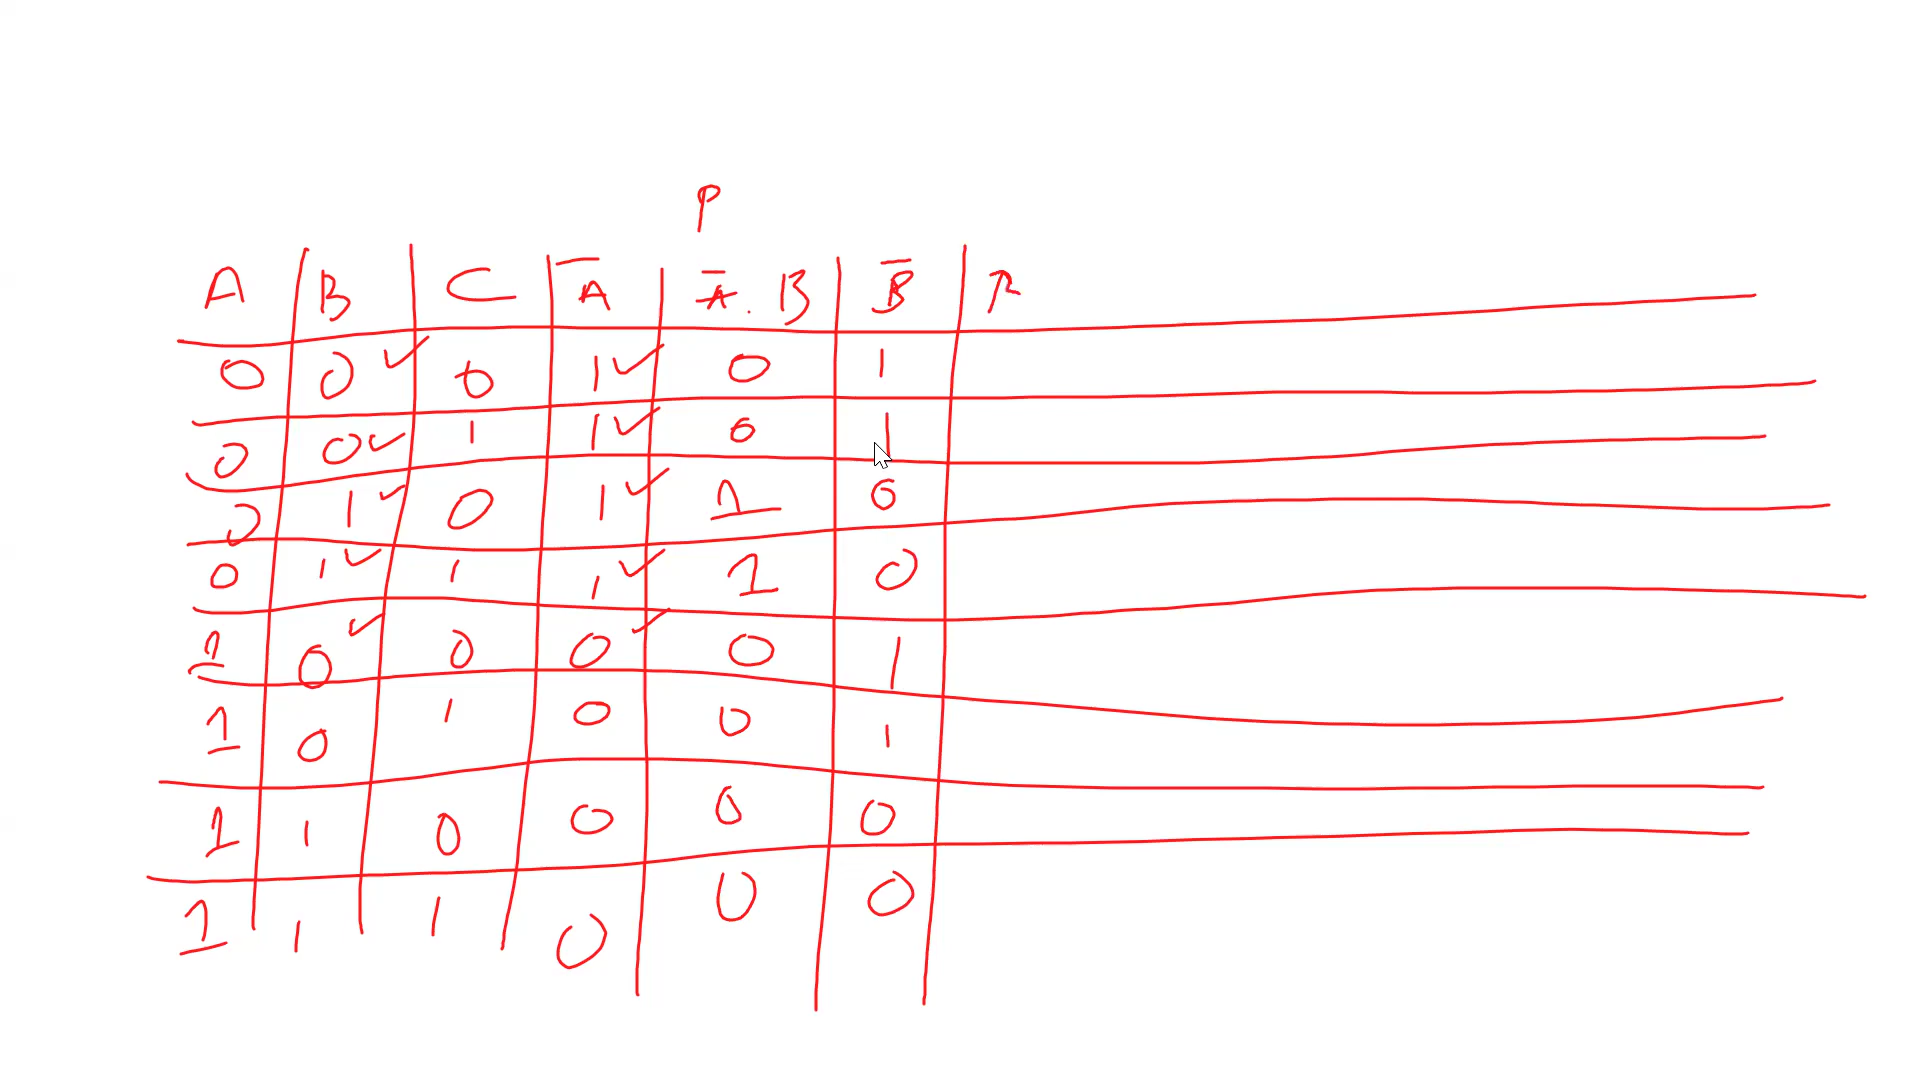 P
A B C A̅ A̅ . B B̅
0 0 ✓ 0 1 ✓ 0 1
0 0 ✓ 1 1 ✓ 0 1
0 1 ✓ 0 1 ✓ 1 0
0 1 ✓ 1 1 ✓ 1 0
1 0 ✓ 0 0 ✓ 0 1
1 0 1 0 0 1
1 1 0 0 0 0
1 1 1 0 0 0